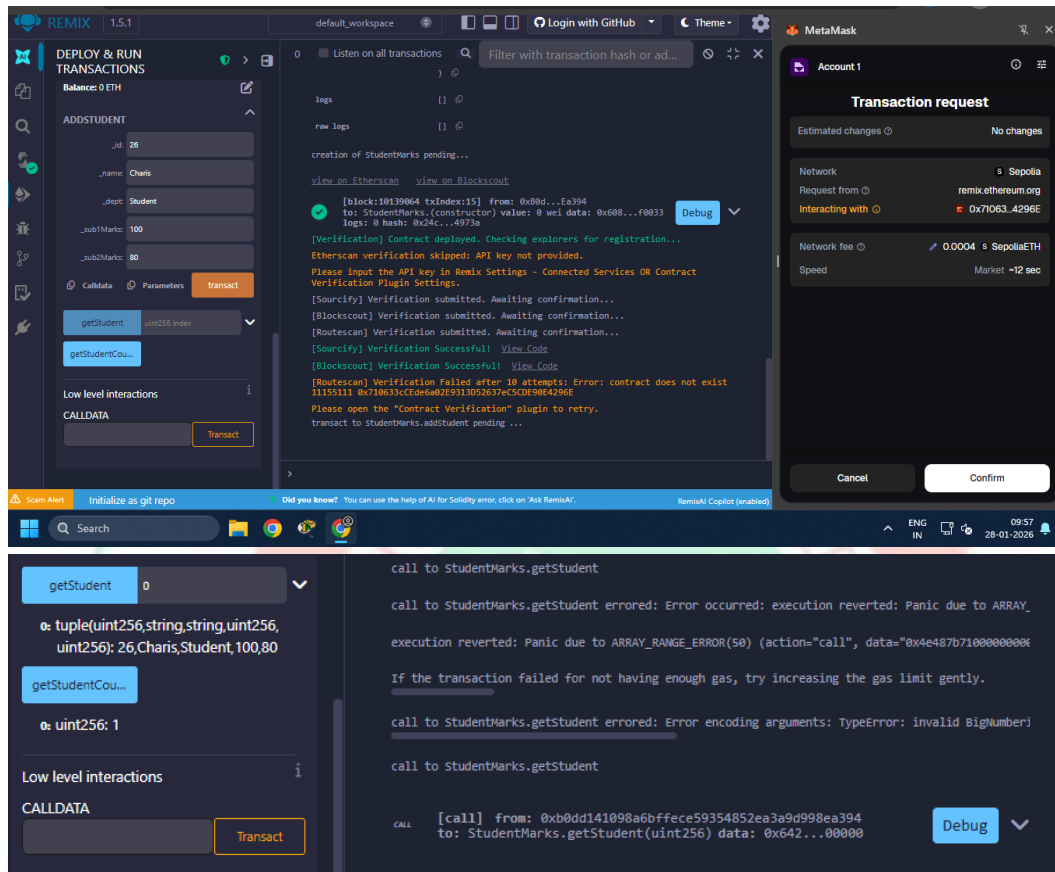 REMIX 1.5.1
default_workspace
Login with GitHub
Theme
DEPLOY & RUN
TRANSACTIONS
Balance: 0 ETH
ADDSTUDENT
_id: 26
_name: Charis
_dept: Student
_sub1Marks: 100
_sub2Marks: 80
Calldata Parameters transact
getStudent uint256 index
getStudentCou...
Low level interactions i
CALLDATA
Transact
0 Listen on all transactions Filter with transaction hash or ad...
}
logs []
raw logs []
creation of StudentMarks pending...
view on Etherscan view on Blockscout
[block:10139064 txIndex:15] from: 0xB0d...Ea394
to: StudentMarks.(constructor) value: 0 wei data: 0x608...f0033
logs: 0 hash: 0x24c...4973a
Debug
[Verification] Contract deployed. Checking explorers for registration...
Etherscan verification skipped: API key not provided.
Please input the API key in Remix Settings - Connected Services OR Contract
Verification Plugin Settings.
[Sourcify] Verification submitted. Awaiting confirmation...
[Blockscout] Verification submitted. Awaiting confirmation...
[Routescan] Verification submitted. Awaiting confirmation...
[Sourcify] Verification Successful! View Code
[Blockscout] Verification Successful! View Code
[Routescan] Verification Failed after 10 attempts: Error: contract does not exist
11155111 0x710633cCEde6a02E9313D52637eC5CDE90E4296E
Please open the "Contract Verification" plugin to retry.
transact to StudentMarks.addStudent pending ...
>
MetaMask
Account 1
Transaction request
Estimated changes No changes
Network S Sepolia
Request from remix.ethereum.org
Interacting with 0x71063..4296E
Network fee 0.0004 S SepoliaETH
Speed Market ~12 sec
Cancel Confirm
Scam Alert Initialize as git repo Did you know? You can use the help of AI for Solidity error, click on 'Ask RemixAI'. RemixAI Copilot (enabled)
Search
ENG
IN
09:57
28-01-2026
getStudent 0
0: tuple(uint256,string,string,uint256,
uint256): 26,Charis,Student,100,80
getStudentCou...
0: uint256: 1
Low level interactions i
CALLDATA
Transact
call to StudentMarks.getStudent
call to StudentMarks.getStudent errored: Error occurred: execution reverted: Panic due to ARRAY_
execution reverted: Panic due to ARRAY_RANGE_ERROR(50) (action="call", data="0x4e487b7100000000
If the transaction failed for not having enough gas, try increasing the gas limit gently.
call to StudentMarks.getStudent errored: Error encoding arguments: TypeError: invalid BigNumberi
call to StudentMarks.getStudent
CALL [call] from: 0xb0dd141098a6bffece59354852ea3a9d998ea394
to: StudentMarks.getStudent(uint256) data: 0x642...00000
Debug